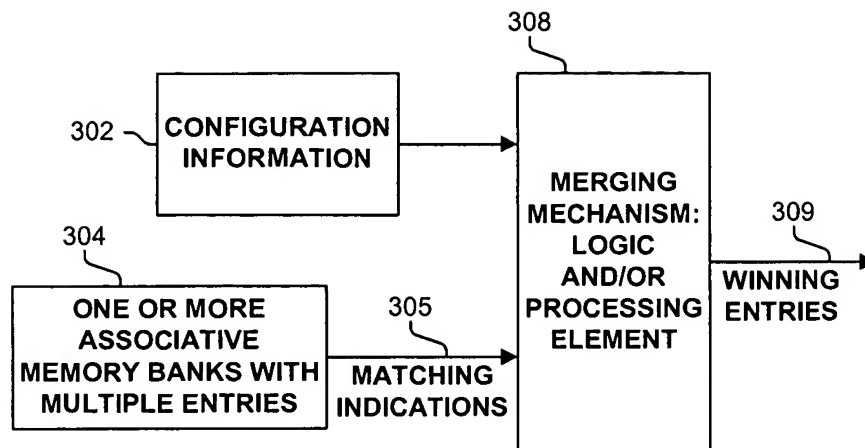 308
302
CONFIGURATION
INFORMATION
304
ONE OR MORE
ASSOCIATIVE
MEMORY BANKS WITH
MULTIPLE ENTRIES
305
MATCHING
INDICATIONS
MERGING
MECHANISM:
LOGIC
AND/OR
PROCESSING
ELEMENT
309
WINNING
ENTRIES